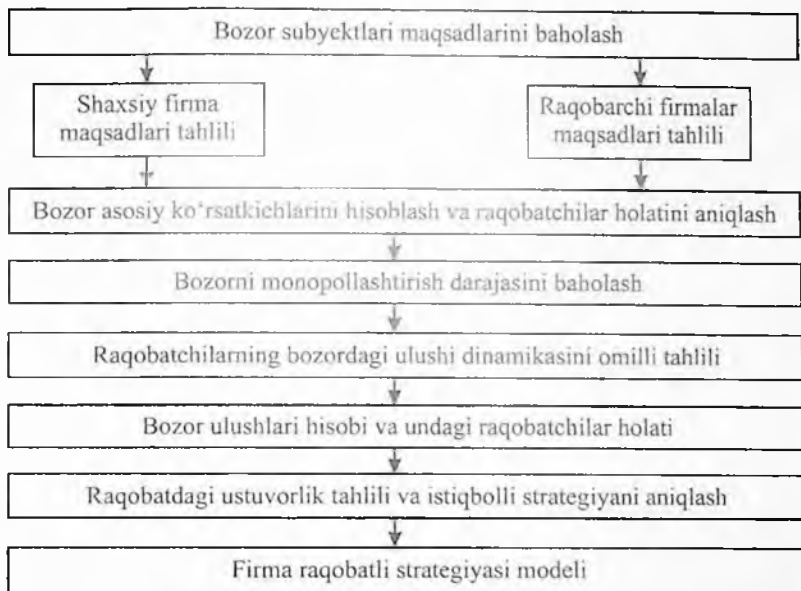 Bozor subyektlari maqsadlarini baholash
Shaxsiy firma
maqsadlari tahlili
Raqobarchi firmalar
maqsadlari tahlili
Bozor asosiy ko‘rsatkichlarini hisoblash va raqobatchilar holatini aniqlash
Bozorni monopollashtirish darajasini baholash
Raqobatchilarning bozordagi ulushi dinamikasini omilli tahlili
Bozor ulushlari hisobi va undagi raqobatchilar holati
Raqobatdagi ustuvorlik tahlili va istiqbolli strategiyani aniqlash
Firma raqobatli strategiyasi modeli